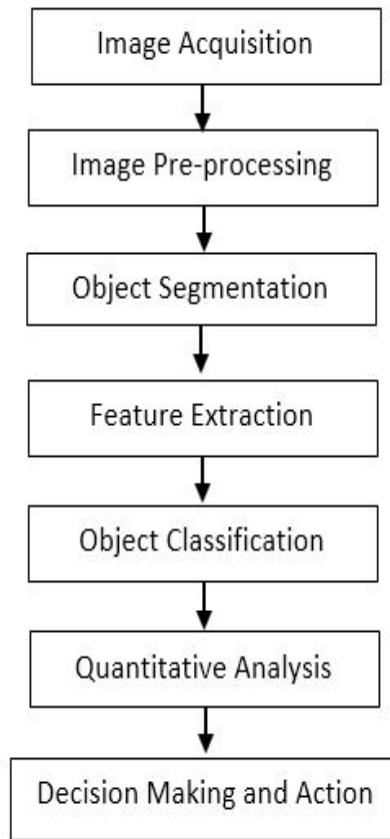 Image Acquisition
Image Pre-processing
Object Segmentation
Feature Extraction
Object Classification
Quantitative Analysis
Decision Making and Action